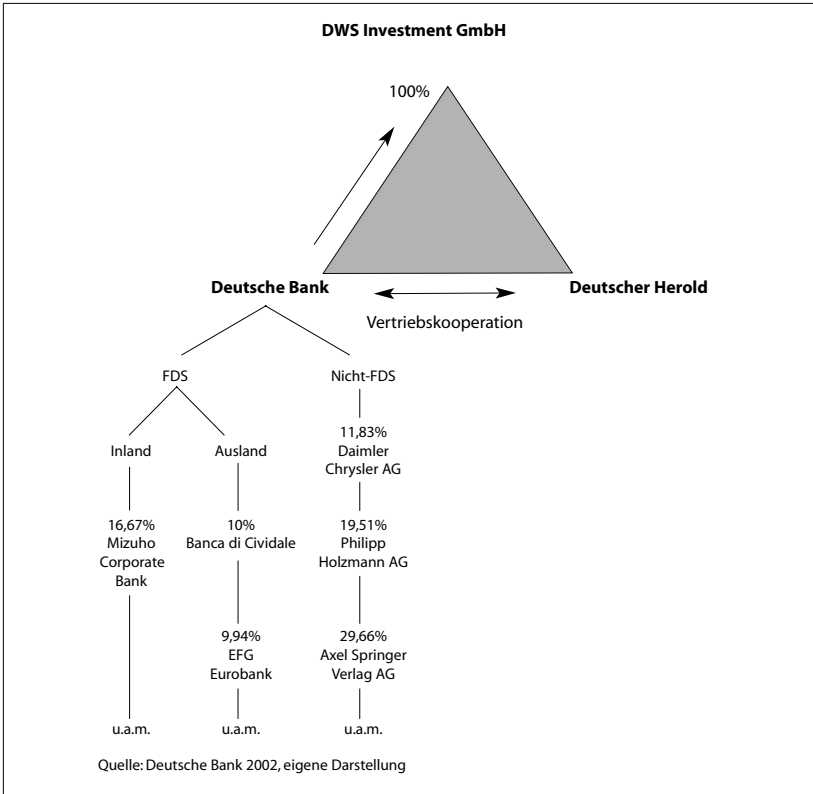 DWS Investment GmbH
100%
Deutsche Bank
Deutscher Herold
Vertriebskooperation
FDS
Nicht-FDS
Inland
Ausland
11,83%
Daimler
Chrysler AG
16,67%
Mizuho
Corporate
Bank
10%
Banca di Cividale
19,51%
Philipp
Holzmann AG
9,94%
EFG
Eurobank
29,66%
Axel Springer
Verlag AG
u.a.m.
u.a.m.
u.a.m.
Quelle: Deutsche Bank 2002, eigene Darstellung